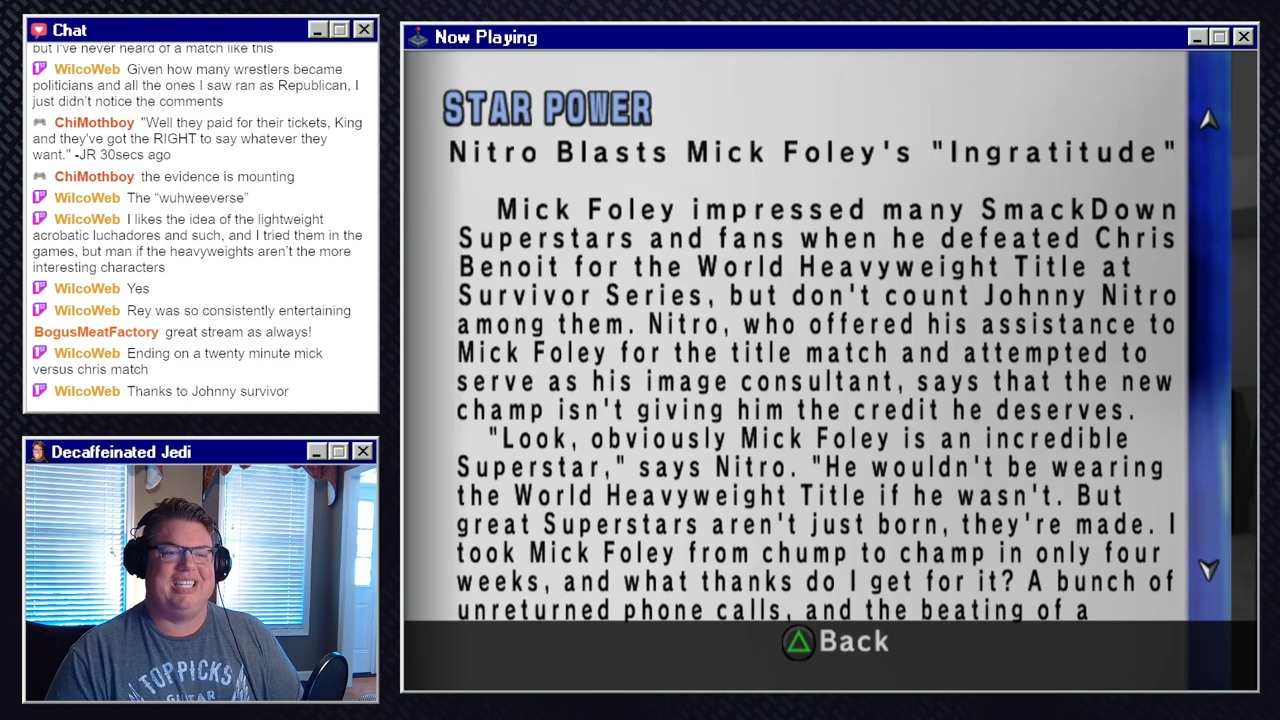 Chat
but I've never heard of a match like this
WilcoWeb Given how many wrestlers became
politicians and all the ones I saw ran as Republican, I
just didn't notice the comments
ChiMothboy "Well they paid for their tickets, King
and they've got the RIGHT to say whatever they
want." -JR 30secs ago
ChiMothboy the evidence is mounting
WilcoWeb The “wuhweeverse”
WilcoWeb I likes the idea of the lightweight
acrobatic luchadores and such, and I tried them in the
games, but man if the heavyweights aren't the more
interesting characters
WilcoWeb Yes
WilcoWeb Rey was so consistently entertaining
BogusMeatFactory great stream as always!
WilcoWeb Ending on a twenty minute mick
versus chris match
WilcoWeb Thanks to Johnny survivor
Decaffeinated Jedi
TOPPICKS
GUITAR
Now Playing
STAR POWER
Nitro Blasts Mick Foley's "Ingratitude"
Mick Foley impressed many SmackDown
Superstars and fans when he defeated Chris
Benoit for the World Heavyweight Title at
Survivor Series, but don't count Johnny Nitro
among them. Nitro, who offered his assistance to
Mick Foley for the title match and attempted to
serve as his image consultant, says that the new
champ isn't giving him the credit he deserves.
"Look, obviously Mick Foley is an incredible
Superstar," says Nitro. "He wouldn't be wearing
the World Heavyweight Title if he wasn't. But
great Superstars aren't just born, they're made. I
took Mick Foley from chump to champ in only four
weeks, and what thanks do I get for it? A bunch of
unreturned phone calls, and the beating of a
Back